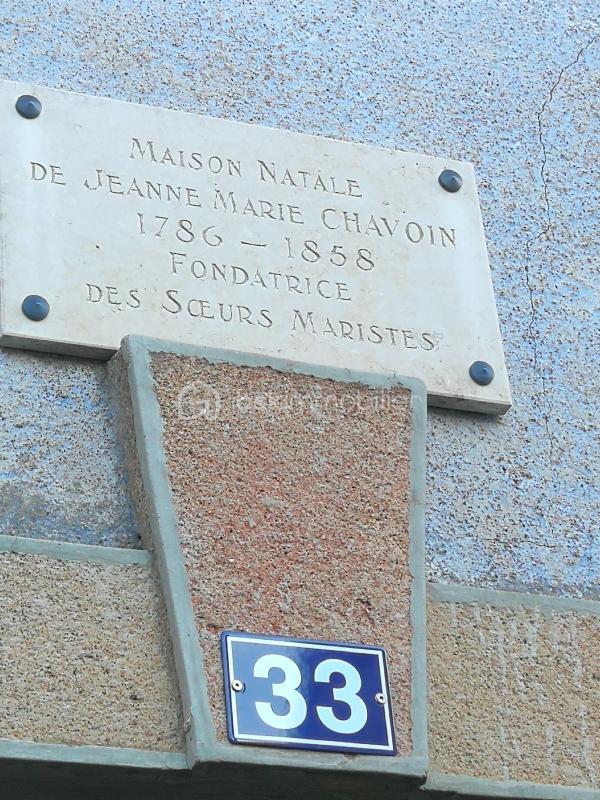 MAISON NATALE
DE JEANNE MARIE CHAVOIN
1786 — 1858
FONDATRICE
DES SŒURS MARISTES
33